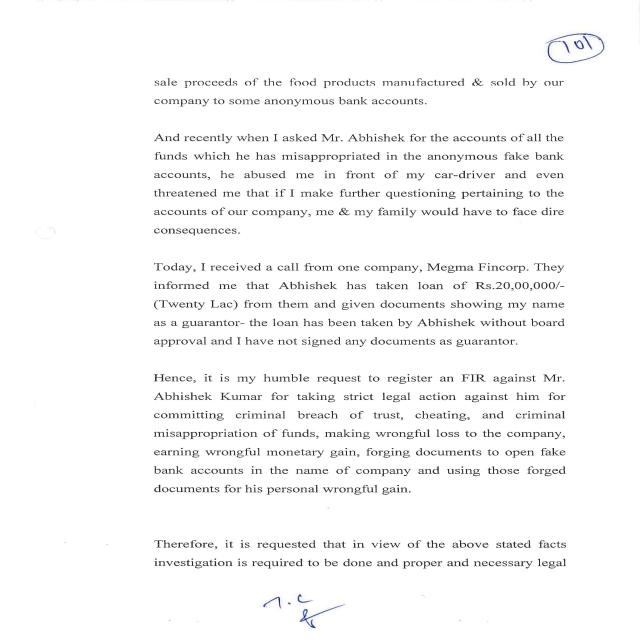 101
sale proceeds of the food products manufactured & sold by our
company to some anonymous bank accounts.
And recently when I asked Mr. Abhishek for the accounts of all the
funds which he has misappropriated in the anonymous fake bank
accounts, he abused me in front of my car-driver and even
threatened me that if I make further questioning pertaining to the
accounts of our company, me & my family would have to face dire
consequences.
Today, I received a call from one company, Megma Fincorp. They
informed me that Abhishek has taken loan of Rs.20,00,000/-
(Twenty Lac) from them and given documents showing my name
as a guarantor- the loan has been taken by Abhishek without board
approval and I have not signed any documents as guarantor.
Hence, it is my humble request to register an FIR against Mr.
Abhishek Kumar for taking strict legal action against him for
committing criminal breach of trust, cheating, and criminal
misappropriation of funds, making wrongful loss to the company,
earning wrongful monetary gain, forging documents to open fake
bank accounts in the name of company and using those forged
documents for his personal wrongful gain.
Therefore, it is requested that in view of the above stated facts
investigation is required to be done and proper and necessary legal
T.C